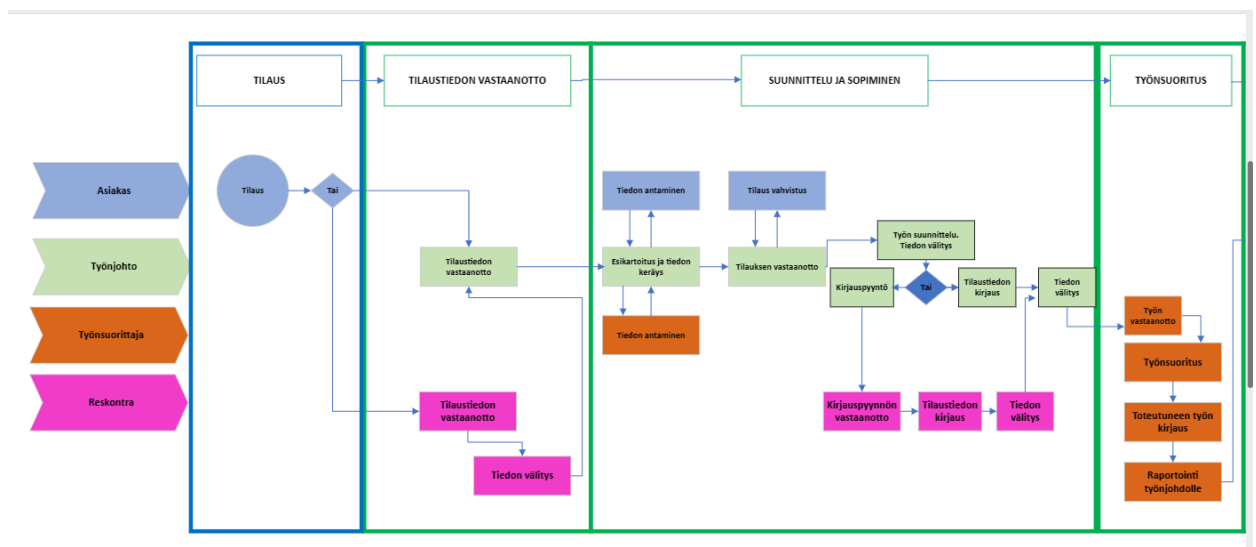 TILAUS
TILAUSTIEDON VASTAANOTTO
SUUNNITTELU JA SOPIMINEN
TYÖNSUORITUS
Asiakas
Tilaus
Tai
Tiedon antaminen
Tilaus vahvistus
Työnjohto
Tilaustiedon
vastaanotto
Esikartoitus ja tiedon
keräys
Tilauksen vastaanotto
Työn suunnittelu.
Tiedon välitys
Kirjauspyyntö
Tai
Tilaustiedon
kirjaus
Tiedon
välitys
Työnsuorittaja
Tiedon antaminen
Työn
vastaanotto
Työnsuoritus
Toteutuneen työn
kirjaus
Raportointi
työnjohdolle
Reskontra
Tilaustiedon
vastaanotto
Tiedon välitys
Kirjauspyynnön
vastaanotto
Tilaustiedon
kirjaus
Tiedon
välitys